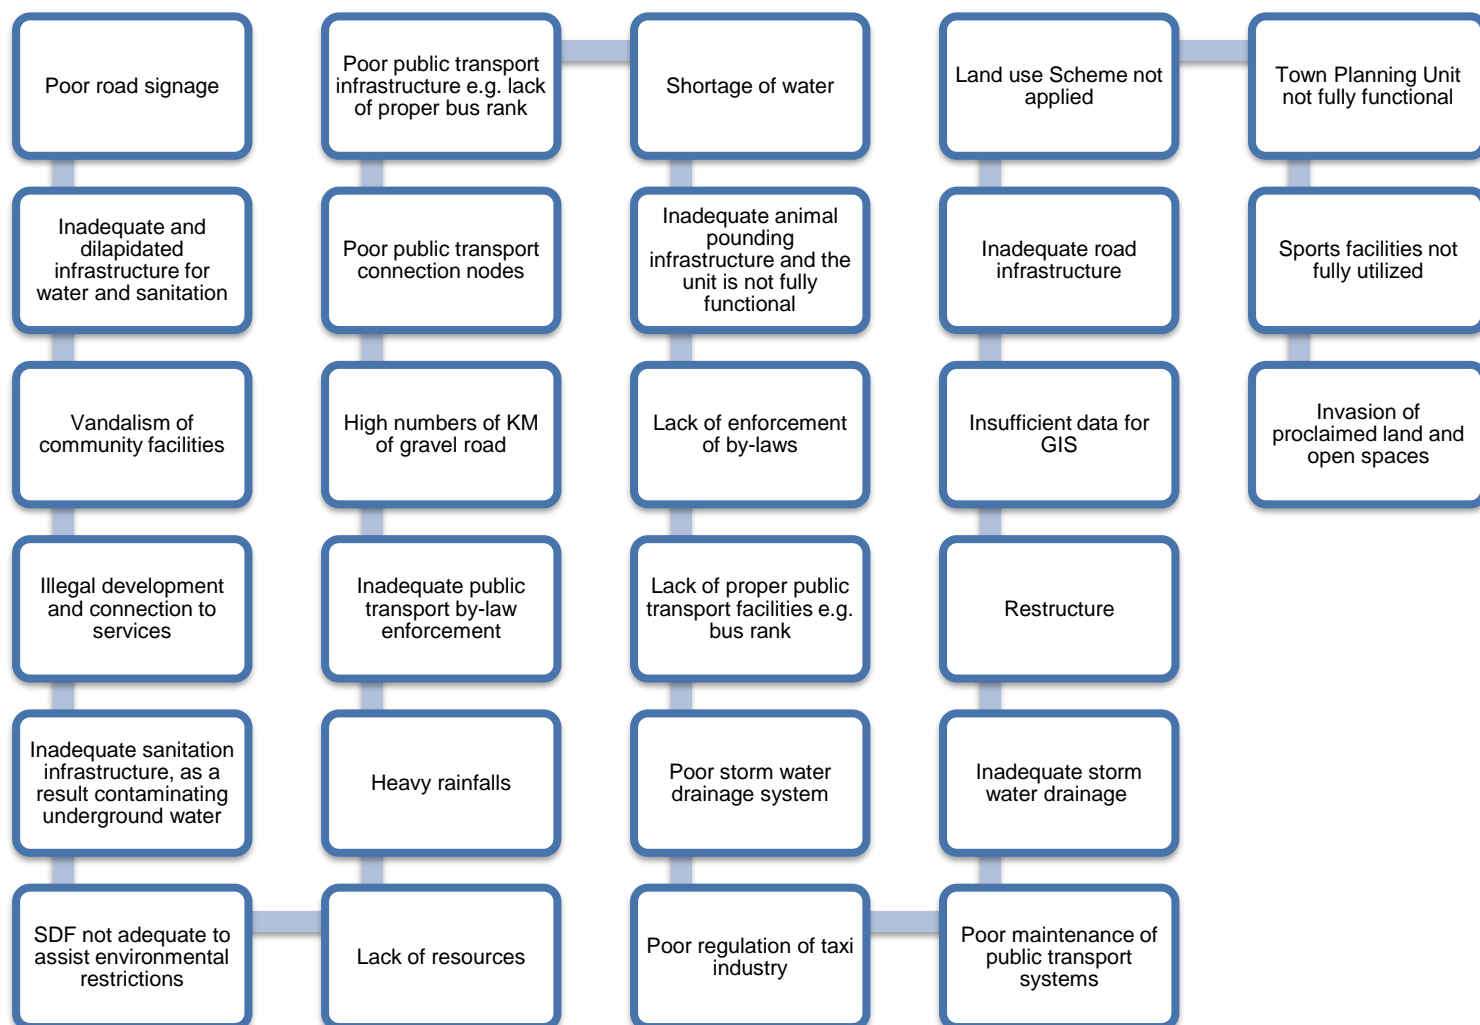 Poor road signage
Inadequate and
dilapidated
infrastructure for
water and sanitation
Vandalism of
community facilities
Illegal development
and connection to
services
Inadequate sanitation
infrastructure, as a
result contaminating
underground water
SDF not adequate to
assist environmental
restrictions
Lack of resources
Heavy rainfalls
Inadequate public
transport by-law
enforcement
High numbers of KM
of gravel road
Poor public transport
connection nodes
Poor public transport
infrastructure e.g. lack
of proper bus rank
Shortage of water
Inadequate animal
pounding
infrastructure and the
unit is not fully
functional
Lack of enforcement
of by-laws
Lack of proper public
transport facilities e.g.
bus rank
Poor storm water
drainage system
Poor regulation of taxi
industry
Poor maintenance of
public transport
systems
Inadequate storm
water drainage
Restructure
Insufficient data for
GIS
Inadequate road
infrastructure
Land use Scheme not
applied
Town Planning Unit
not fully functional
Sports facilities not
fully utilized
Invasion of
proclaimed land and
open spaces